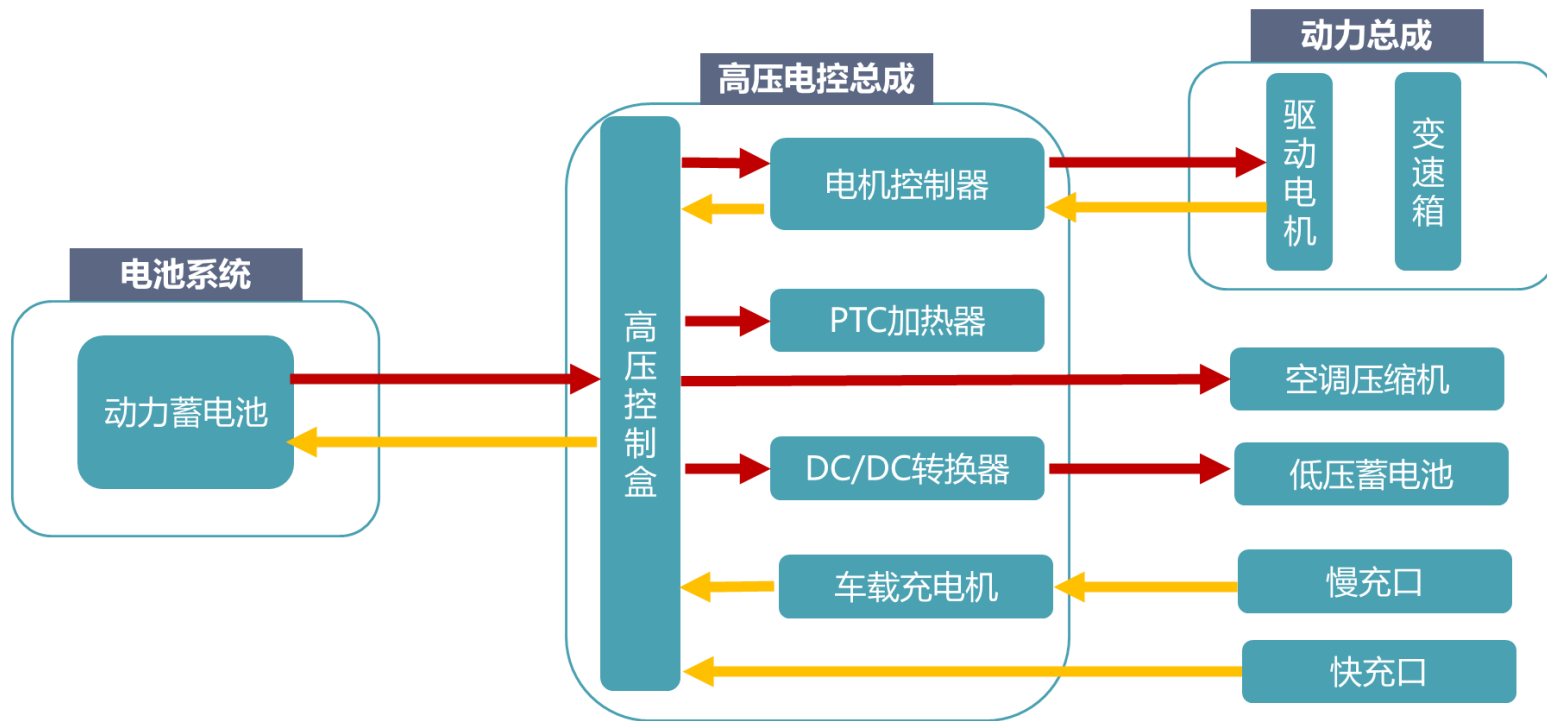 动力总成
高压电控总成
驱动电机
变速箱
电机控制器
电池系统
高压控制盒
PTC加热器
动力蓄电池
空调压缩机
DC/DC转换器
低压蓄电池
车载充电机
慢充口
快充口